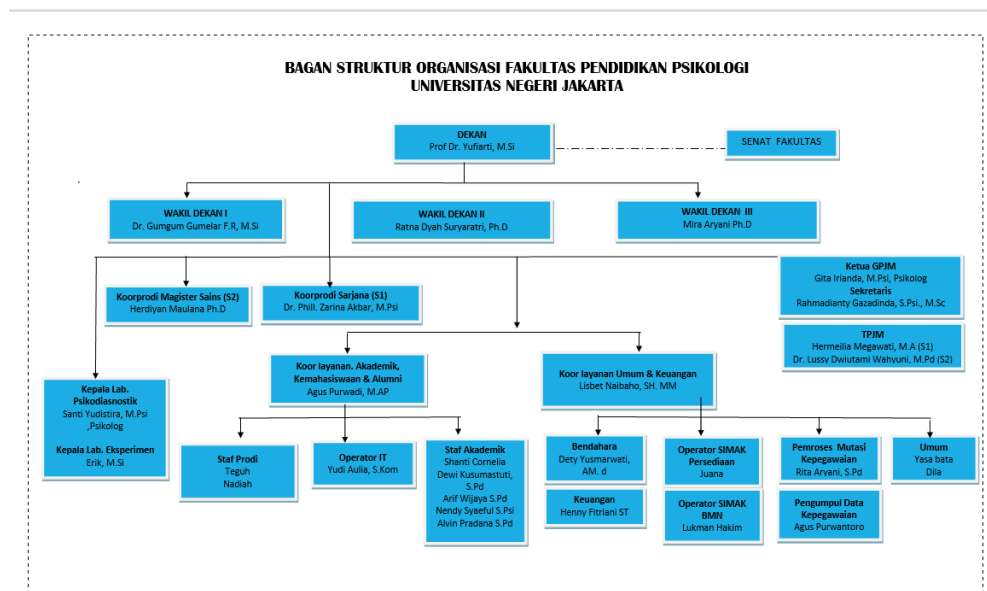 BAGAN STRUKTUR ORGANISASI FAKULTAS PENDIDIKAN PSIKOLOGI
UNIVERSITAS NEGERI JAKARTA
DEKAN
Prof Dr. Yufiarti, M.Si
SENAT FAKULTAS
WAKIL DEKAN I
Dr. Gumgum Gumelar F.R, M.Si
WAKIL DEKAN II
Ratna Dyah Suryaratri, Ph.D
WAKIL DEKAN III
Mira Aryani Ph.D
Koorprodi Magister Sains (S2)
Herdiyan Maulana Ph.D
Koorprodi Sarjana (S1)
Dr. Phill. Zarina Akbar, M.Psi
Ketua GPJM
Gita Irianda, M.Psi, Psikolog
Sekretaris
Rahmadianty Gazadinda, S.Psi., M.Sc
TPJM
Hermeilia Megawati, M.A (S1)
Dr. Lussy Dwiutami Wahyuni, M.Pd (S2)
Kepala Lab.
Psikodiasnostik
Santi Yudistira, M.Psi
,Psikolog
Kepala Lab. Eksperimen
Erik, M.Si
Koor layanan. Akademik,
Kemahasiswaan & Alumni
Agus Purwadi, M.AP
Koor layanan Umum & Keuangan
Lisbet Naibaho, SH. MM
Staf Prodi
Teguh
Nadiah
Operator IT
Yudi Aulia, S.Kom
Staf Akademik
Shanti Cornelia
Dewi Kusumastuti,
S.Pd
Arif Wijaya S.Pd
Nendy Syaeful S.Psi
Alvin Pradana S.Pd
Bendahara
Dety Yusmarwati,
AM. d
Keuangan
Henny Fitriani ST
Operator SIMAK
Persediaan
Juana
Operator SIMAK
BMN
Lukman Hakim
Pemroses Mutasi
Kepegawaian
Rita Aryani, S.Pd
Pengumpul Data
Kepegawaian
Agus Purwantoro
Umum
Yasa bata
Dila